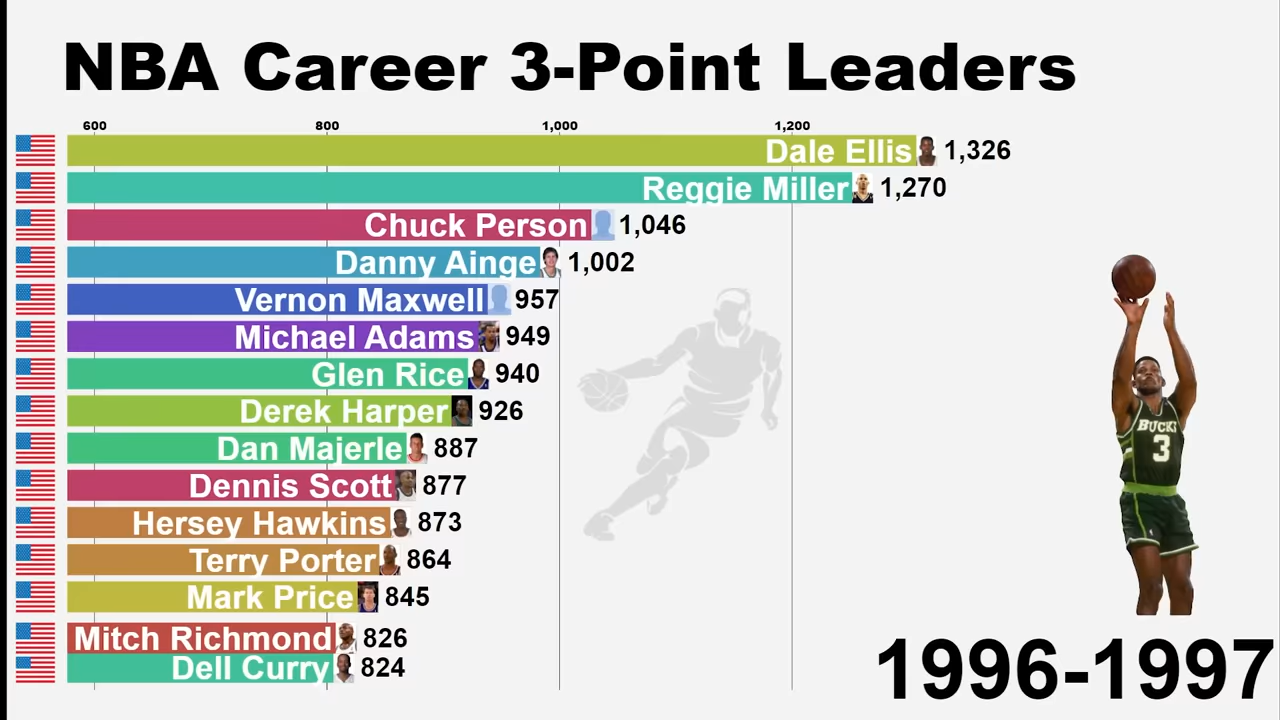 NBA Career 3-Point Leaders
600 800 1,000 1,200
Dale Ellis 1,326
Reggie Miller 1,270
Chuck Person 1,046
Danny Ainge 1,002
Vernon Maxwell 957
Michael Adams 949
Glen Rice 940
Derek Harper 926
Dan Majerle 887
Dennis Scott 877
Hersey Hawkins 873
Terry Porter 864
Mark Price 845
Mitch Richmond 826
Dell Curry 824
BUCKS
3
1996-1997